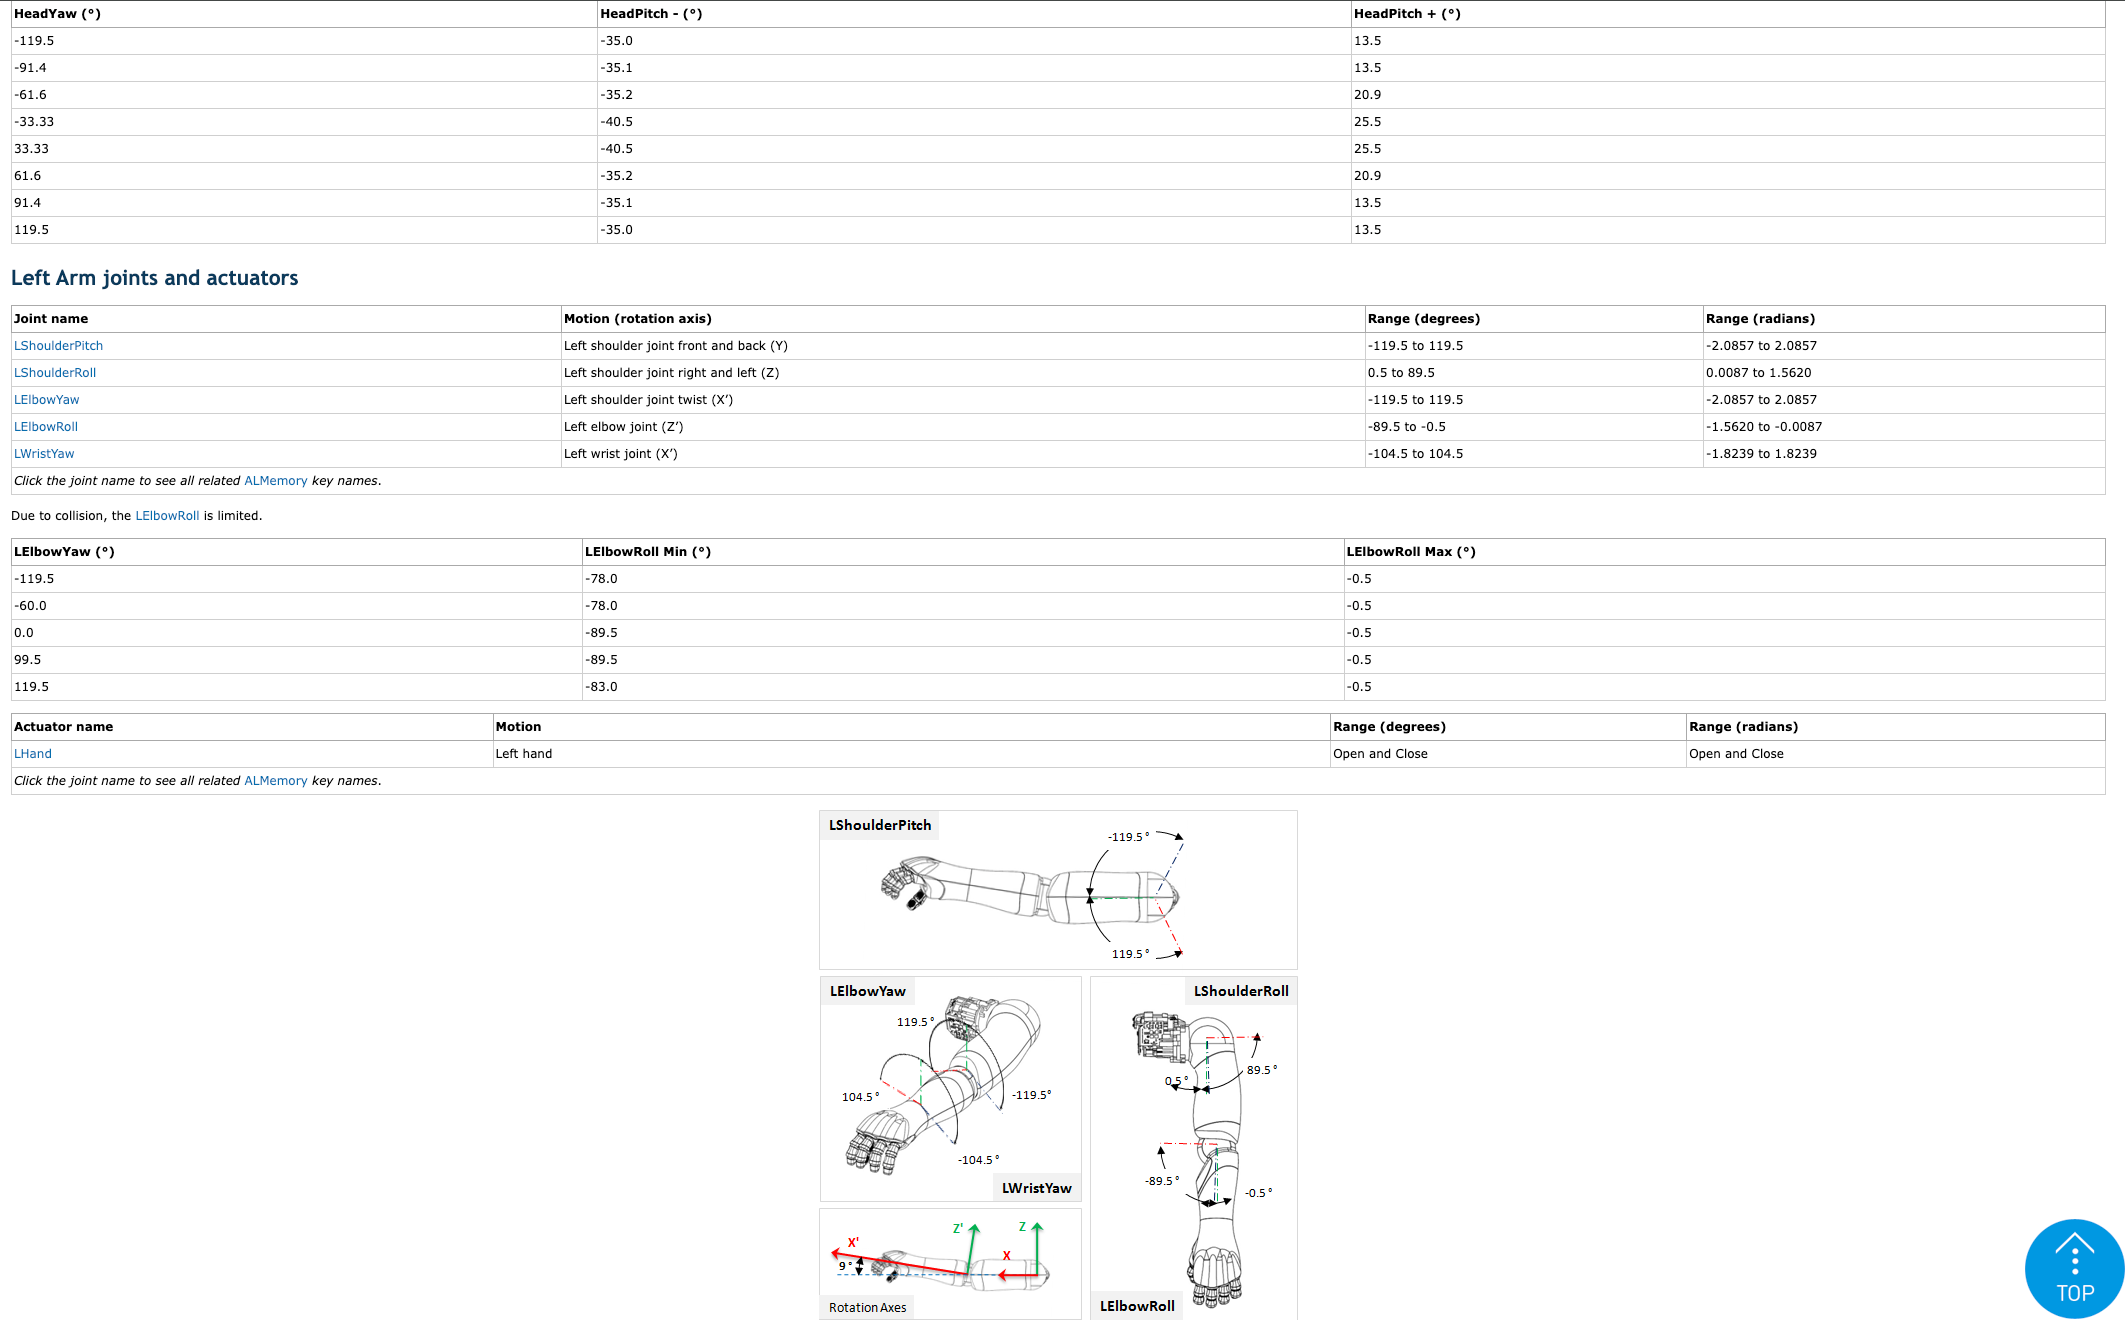 HeadYaw (°) HeadPitch - (°) HeadPitch + (°)
-119.5 -35.0 13.5
-91.4 -35.1 13.5
-61.6 -35.2 20.9
-33.33 -40.5 25.5
33.33 -40.5 25.5
61.6 -35.2 20.9
91.4 -35.1 13.5
119.5 -35.0 13.5
Left Arm joints and actuators
Joint name Motion (rotation axis) Range (degrees) Range (radians)
LShoulderPitch Left shoulder joint front and back (Y) -119.5 to 119.5 -2.0857 to 2.0857
LShoulderRoll Left shoulder joint right and left (Z) 0.5 to 89.5 0.0087 to 1.5620
LElbowYaw Left shoulder joint twist (X’) -119.5 to 119.5 -2.0857 to 2.0857
LElbowRoll Left elbow joint (Z’) -89.5 to -0.5 -1.5620 to -0.0087
LWristYaw Left wrist joint (X’) -104.5 to 104.5 -1.8239 to 1.8239
Click the joint name to see all related ALMemory key names.
Due to collision, the LElbowRoll is limited.
LElbowYaw (°) LElbowRoll Min (°) LElbowRoll Max (°)
-119.5 -78.0 -0.5
-60.0 -78.0 -0.5
0.0 -89.5 -0.5
99.5 -89.5 -0.5
119.5 -83.0 -0.5
Actuator name Motion Range (degrees) Range (radians)
LHand Left hand Open and Close Open and Close
Click the joint name to see all related ALMemory key names.
LShoulderPitch
-119.5°
119.5°
LElbowYaw
119.5°
104.5°
-119.5°
-104.5°
LWristYaw
LShoulderRoll
0.5°
89.5°
-89.5°
-0.5°
LElbowRoll
Z'
Z
X'
X
9°
Rotation Axes
TOP